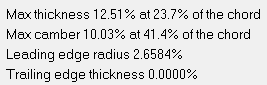 Max thickness 12.51% at 23.7% of the chord
Max camber 10.03% at 41.4% of the chord
Leading edge radius 2.6584%
Trailing edge thickness 0.0000%